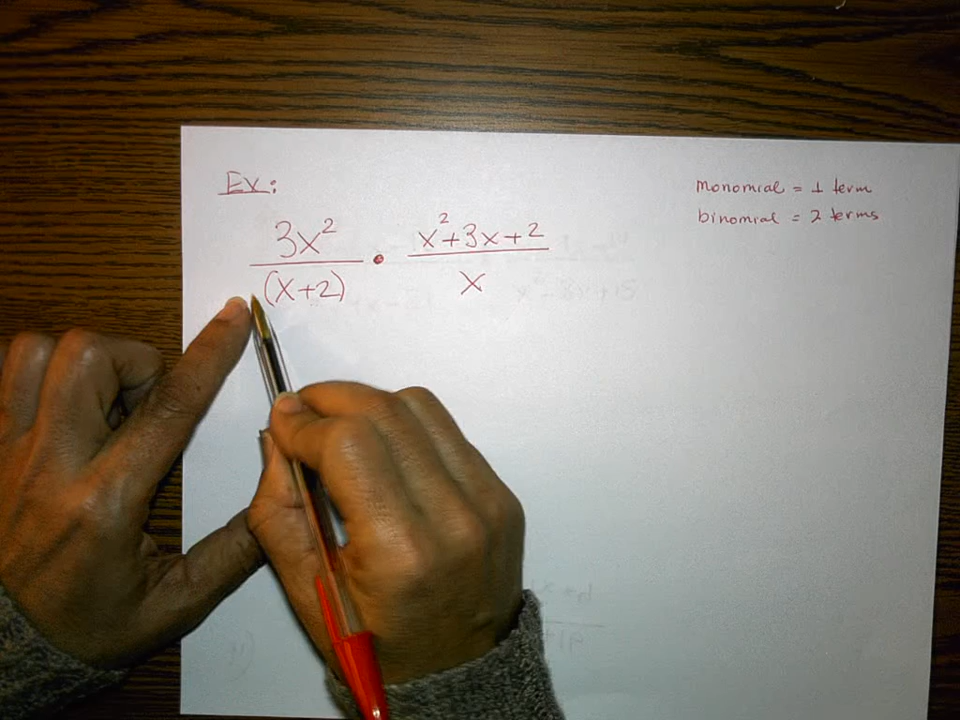 Ex:
monomial = 1 term
binomial = 2 terms
3x² / (x+2) • x²+3x+2 / x